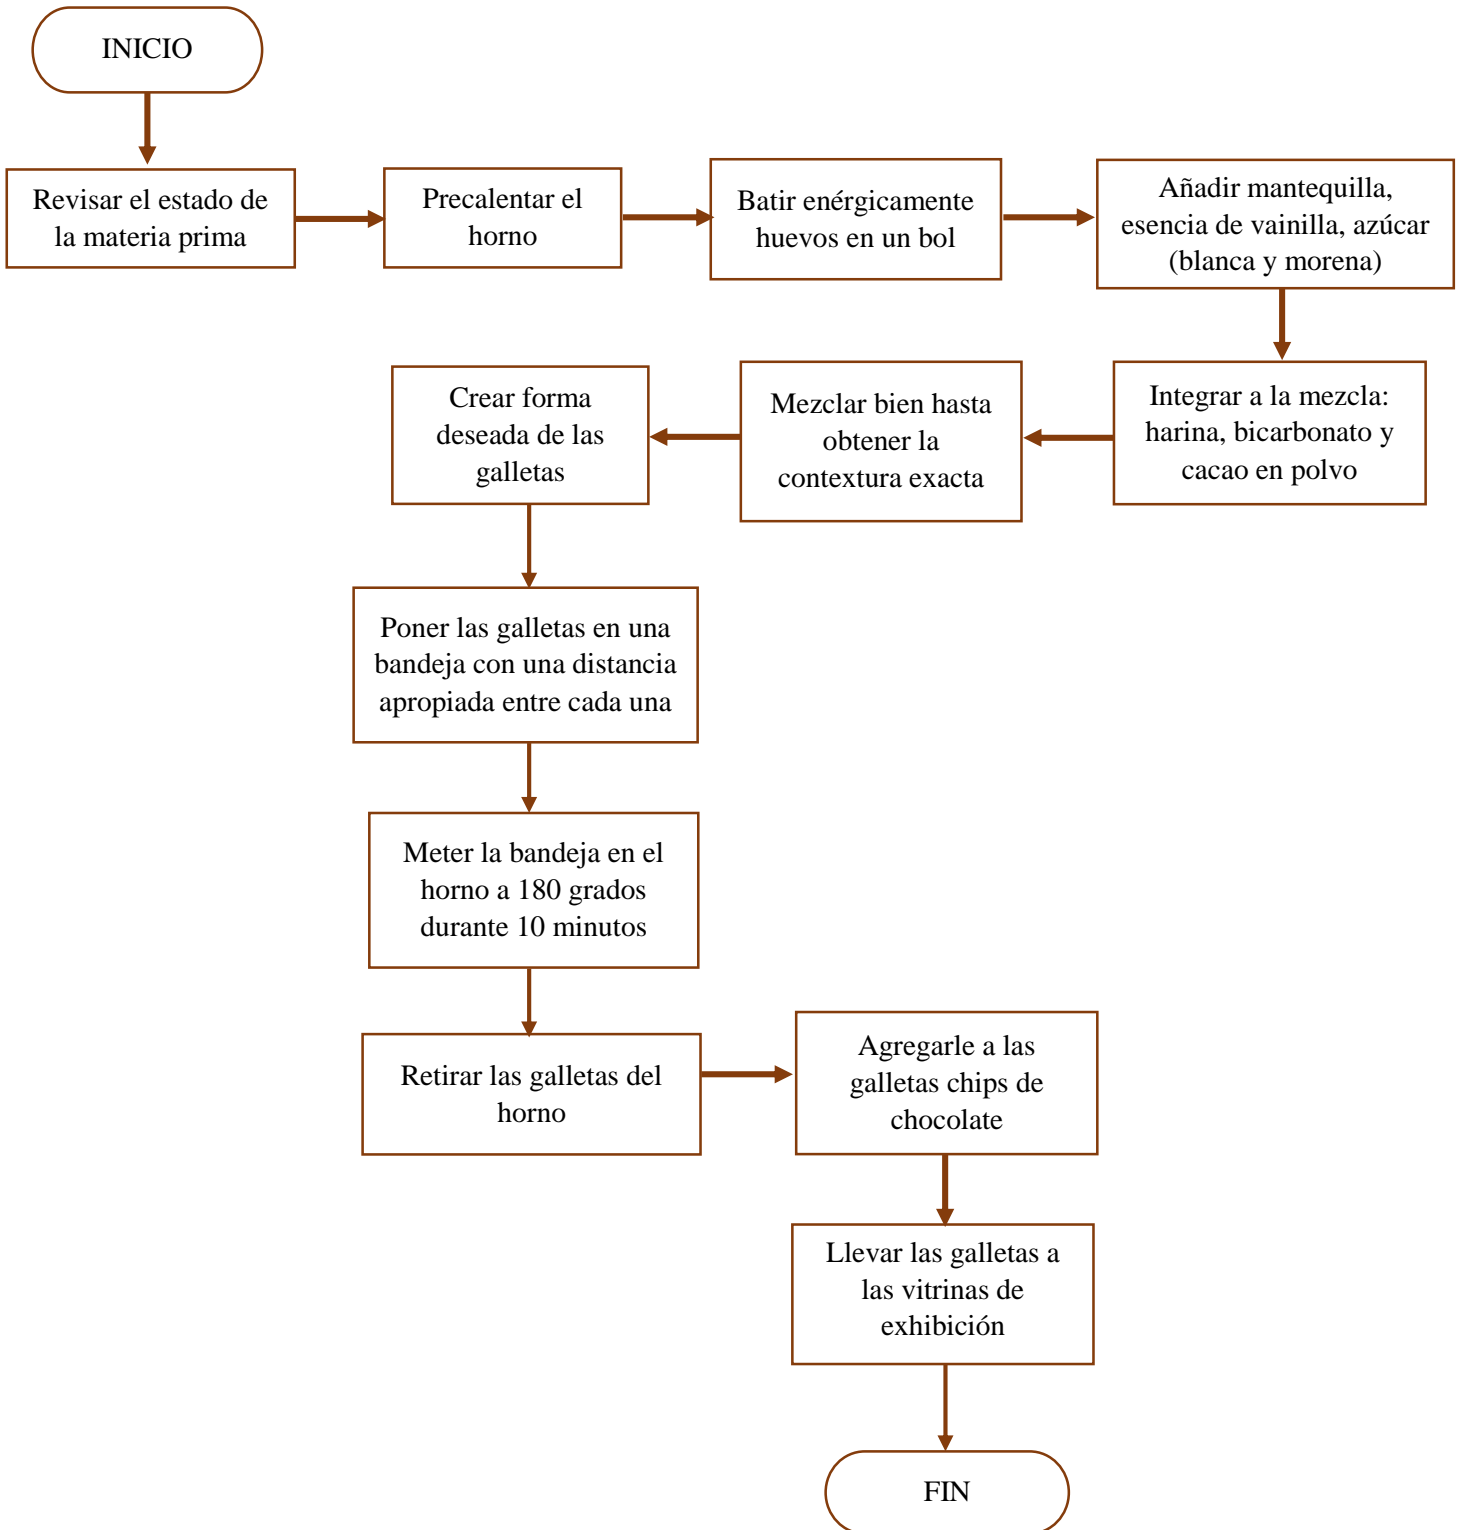 INICIO
Revisar el estado de
la materia prima
Precalentar el
horno
Batir enérgicamente
huevos en un bol
Añadir mantequilla,
esencia de vainilla, azúcar
(blanca y morena)
Integrar a la mezcla:
harina, bicarbonato y
cacao en polvo
Mezclar bien hasta
obtener la
contextura exacta
Crear forma
deseada de las
galletas
Poner las galletas en una
bandeja con una distancia
apropiada entre cada una
Meter la bandeja en el
horno a 180 grados
durante 10 minutos
Retirar las galletas del
horno
Agregarle a las
galletas chips de
chocolate
Llevar las galletas a
las vitrinas de
exhibición
FIN